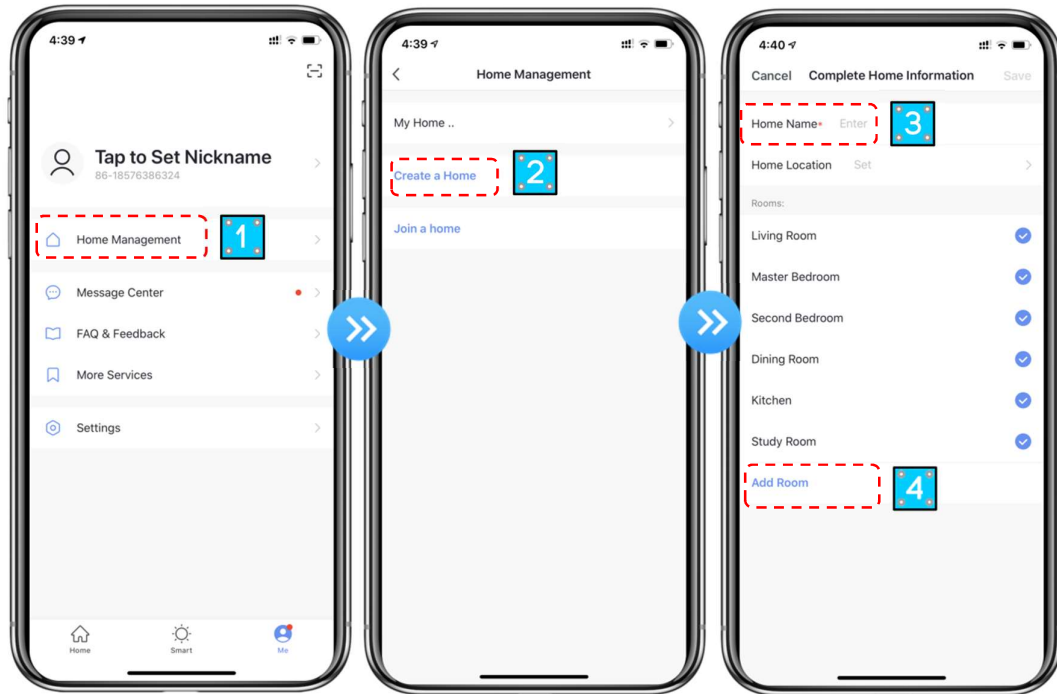 4:39
Tap to Set Nickname
86-18576386324
Home Management
1
Message Center
FAQ & Feedback
More Services
Settings
Home
Smart
Me
4:39
Home Management
My Home ..
Create a Home
2
Join a home
4:40
Cancel Complete Home Information Save
Home Name* Enter
3
Home Location Set
Rooms:
Living Room
Master Bedroom
Second Bedroom
Dining Room
Kitchen
Study Room
Add Room
4